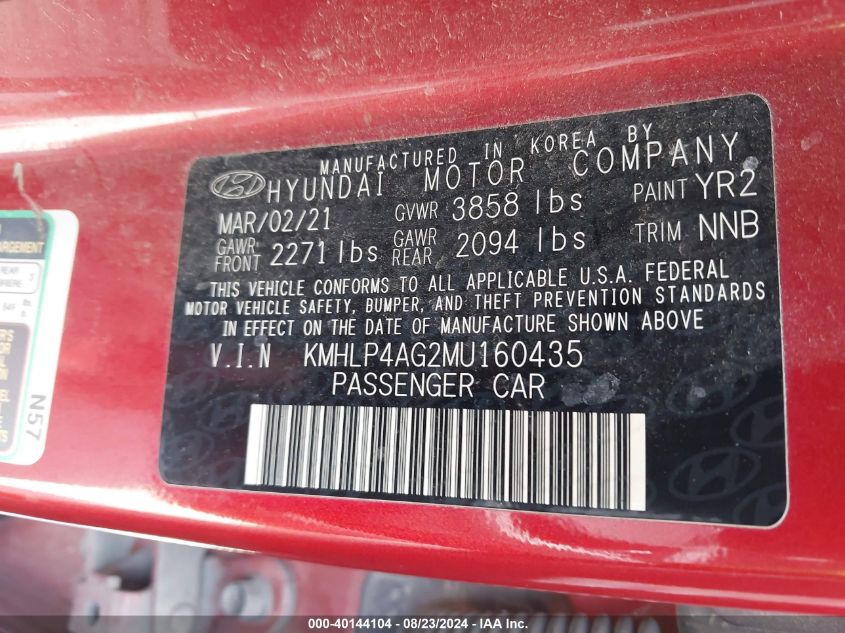 MANUFACTURED IN KOREA BY
HYUNDAI MOTOR COMPANY
MAR/02/21 GVWR 3858 lbs PAINT YR2
GAWR FRONT 2271 lbs GAWR REAR 2094 lbs TRIM NNB
THIS VEHICLE CONFORMS TO ALL APPLICABLE U.S.A. FEDERAL
MOTOR VEHICLE SAFETY, BUMPER, AND THEFT PREVENTION STANDARDS
IN EFFECT ON THE DATE OF MANUFACTURE SHOWN ABOVE
V.I.N KMHLP4AG2MU160435
PASSENGER CAR
ARGEMENT
REAR
N57
000-40144104 - 08/23/2024 - IAA, Inc.